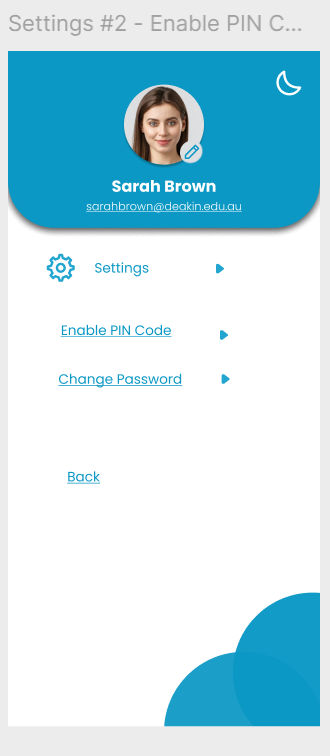 Settings #2 - Enable PIN C...
Sarah Brown
sarahbrown@deakin.edu.au
Settings
Enable PIN Code
Change Password
Back